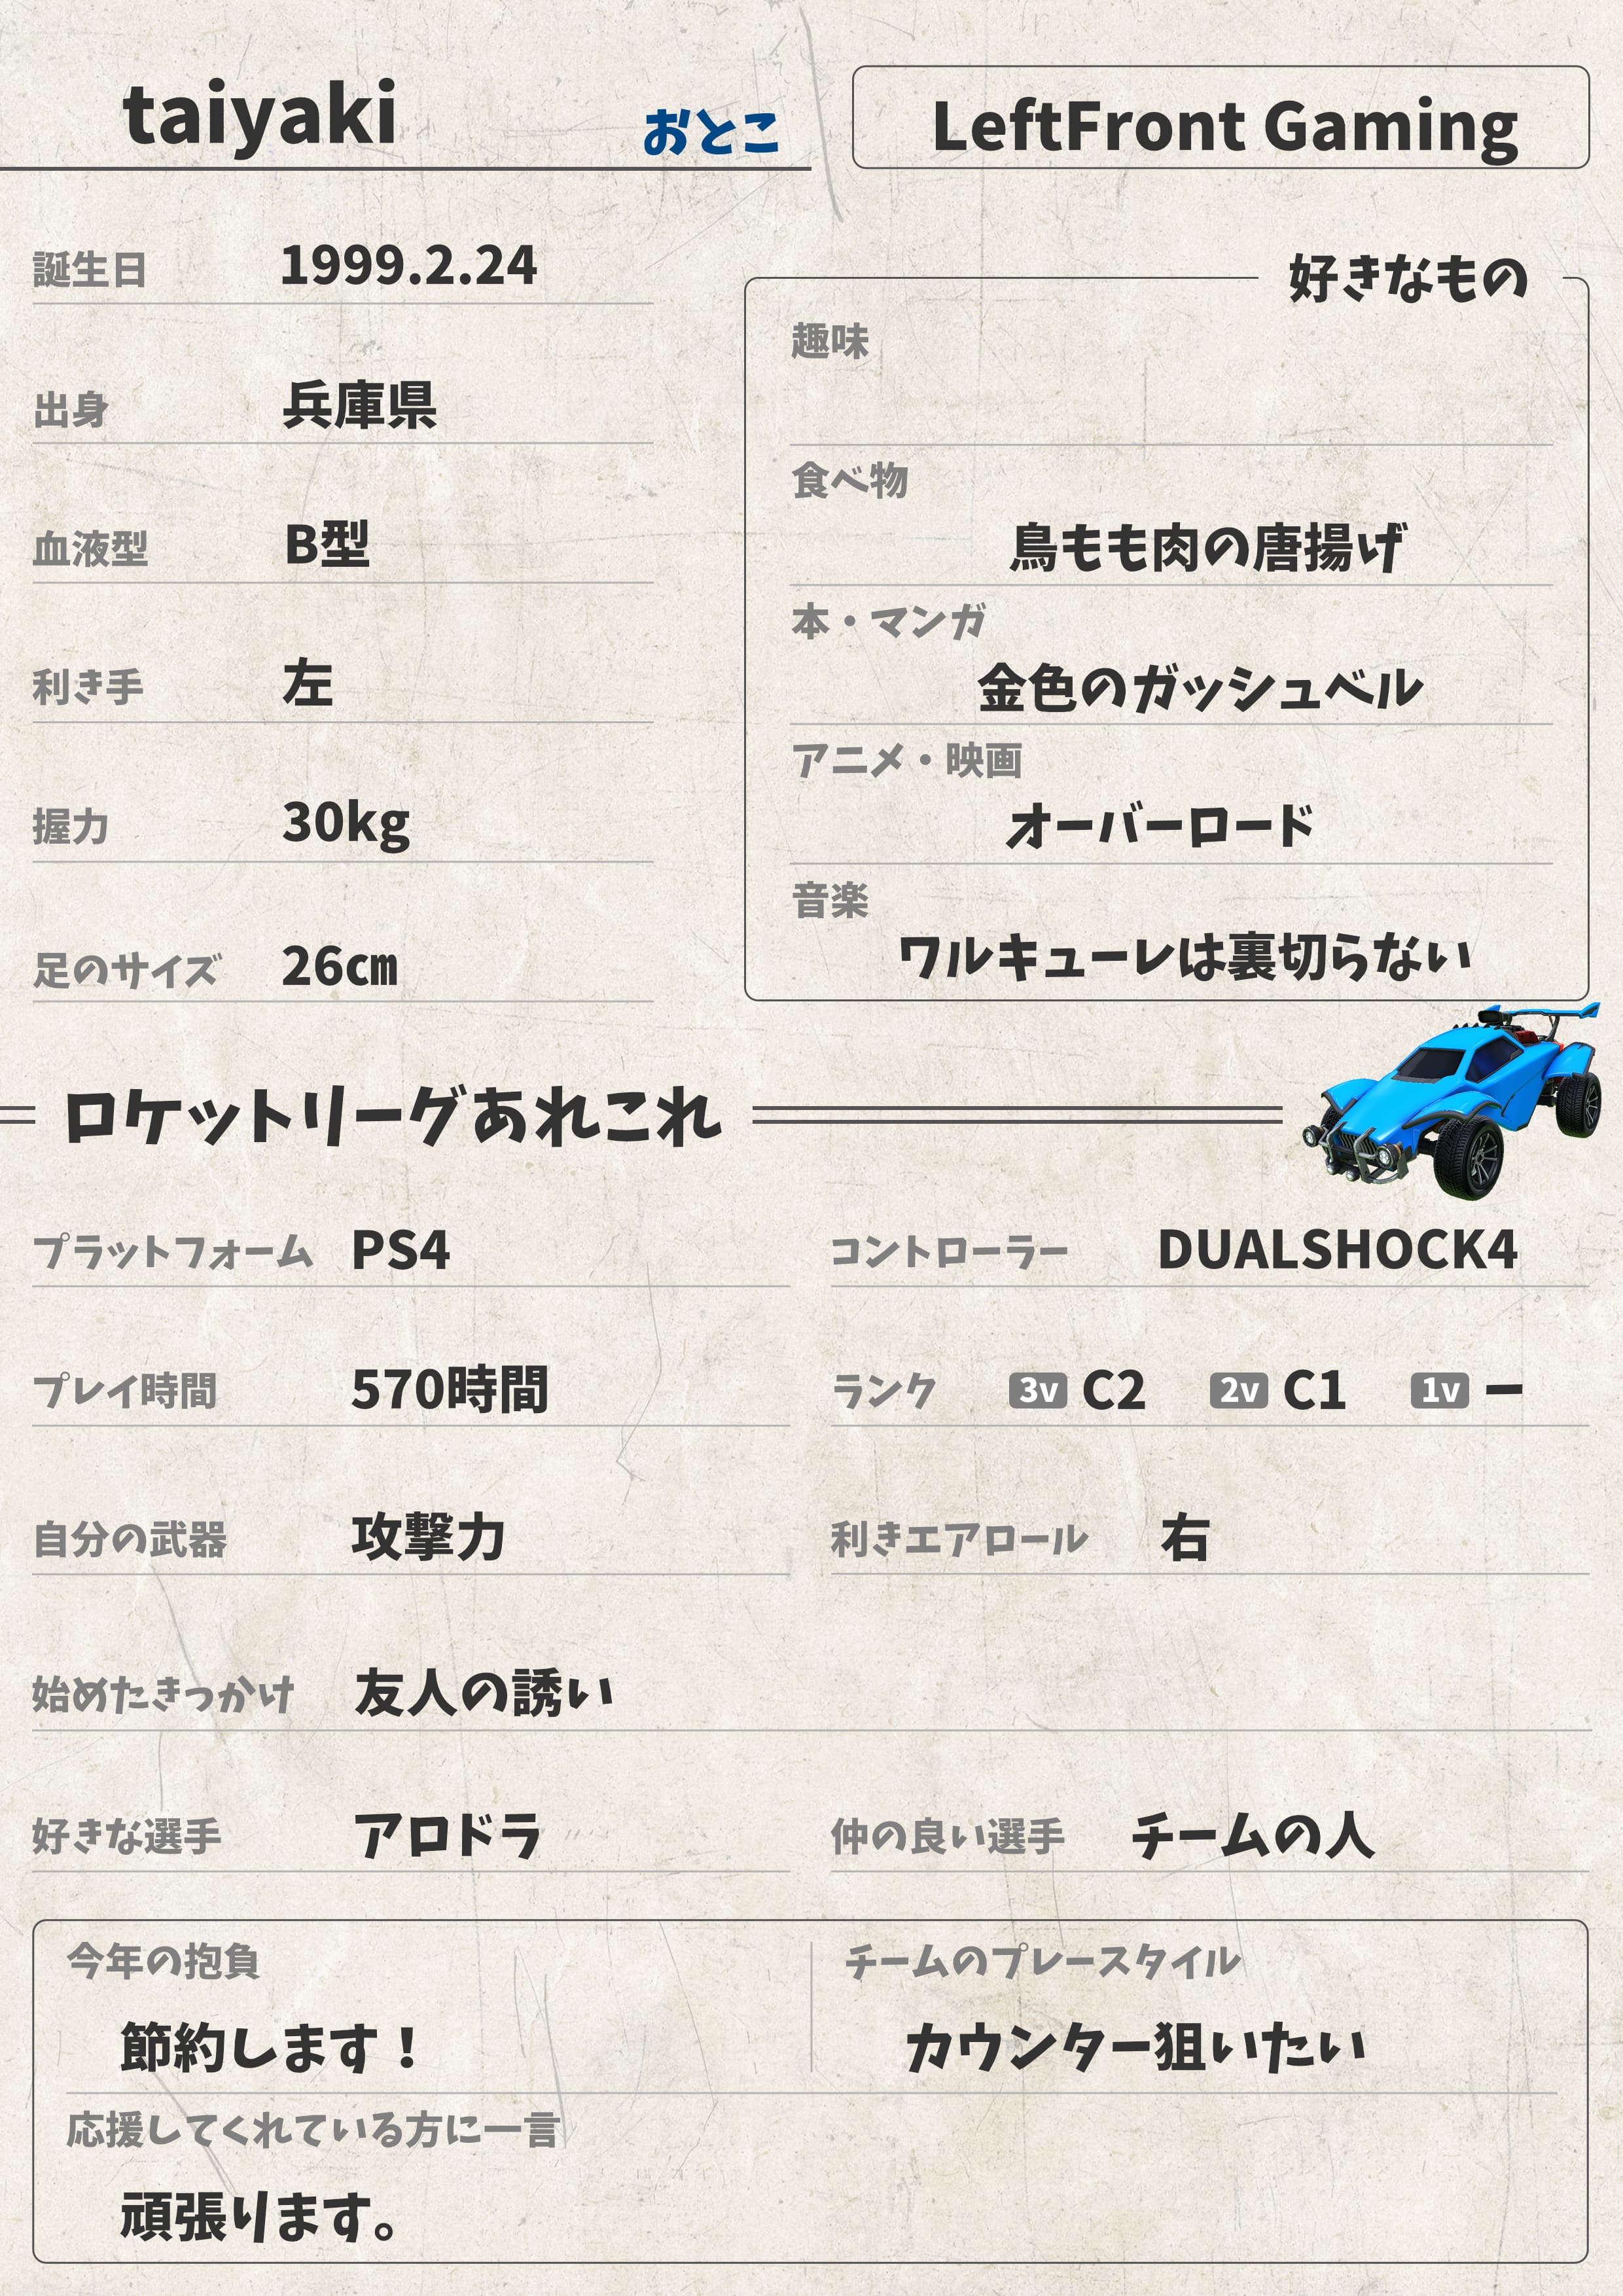 taiyaki
おとこ
LeftFront Gaming
誕生日 1999.2.24
出身 兵庫県
血液型 B型
利き手 左
握力 30kg
足のサイズ 26cm
好きなもの
趣味
食べ物
鳥もも肉の唐揚げ
本・マンガ
金色のガッシュベル
アニメ・映画
オーバーロード
音楽
ワルキューレは裏切らない
ロケットリーグあれこれ
プラットフォーム PS4
コントローラー DUALSHOCK4
プレイ時間 570時間
ランク 3v C2 2v C1 1v ー
自分の武器 攻撃力
利きエアロール 右
始めたきっかけ 友人の誘い
好きな選手 アロドラ
仲の良い選手 チームの人
今年の抱負
節約します！
チームのプレースタイル
カウンター狙いたい
応援してくれている方に一言
頑張ります。